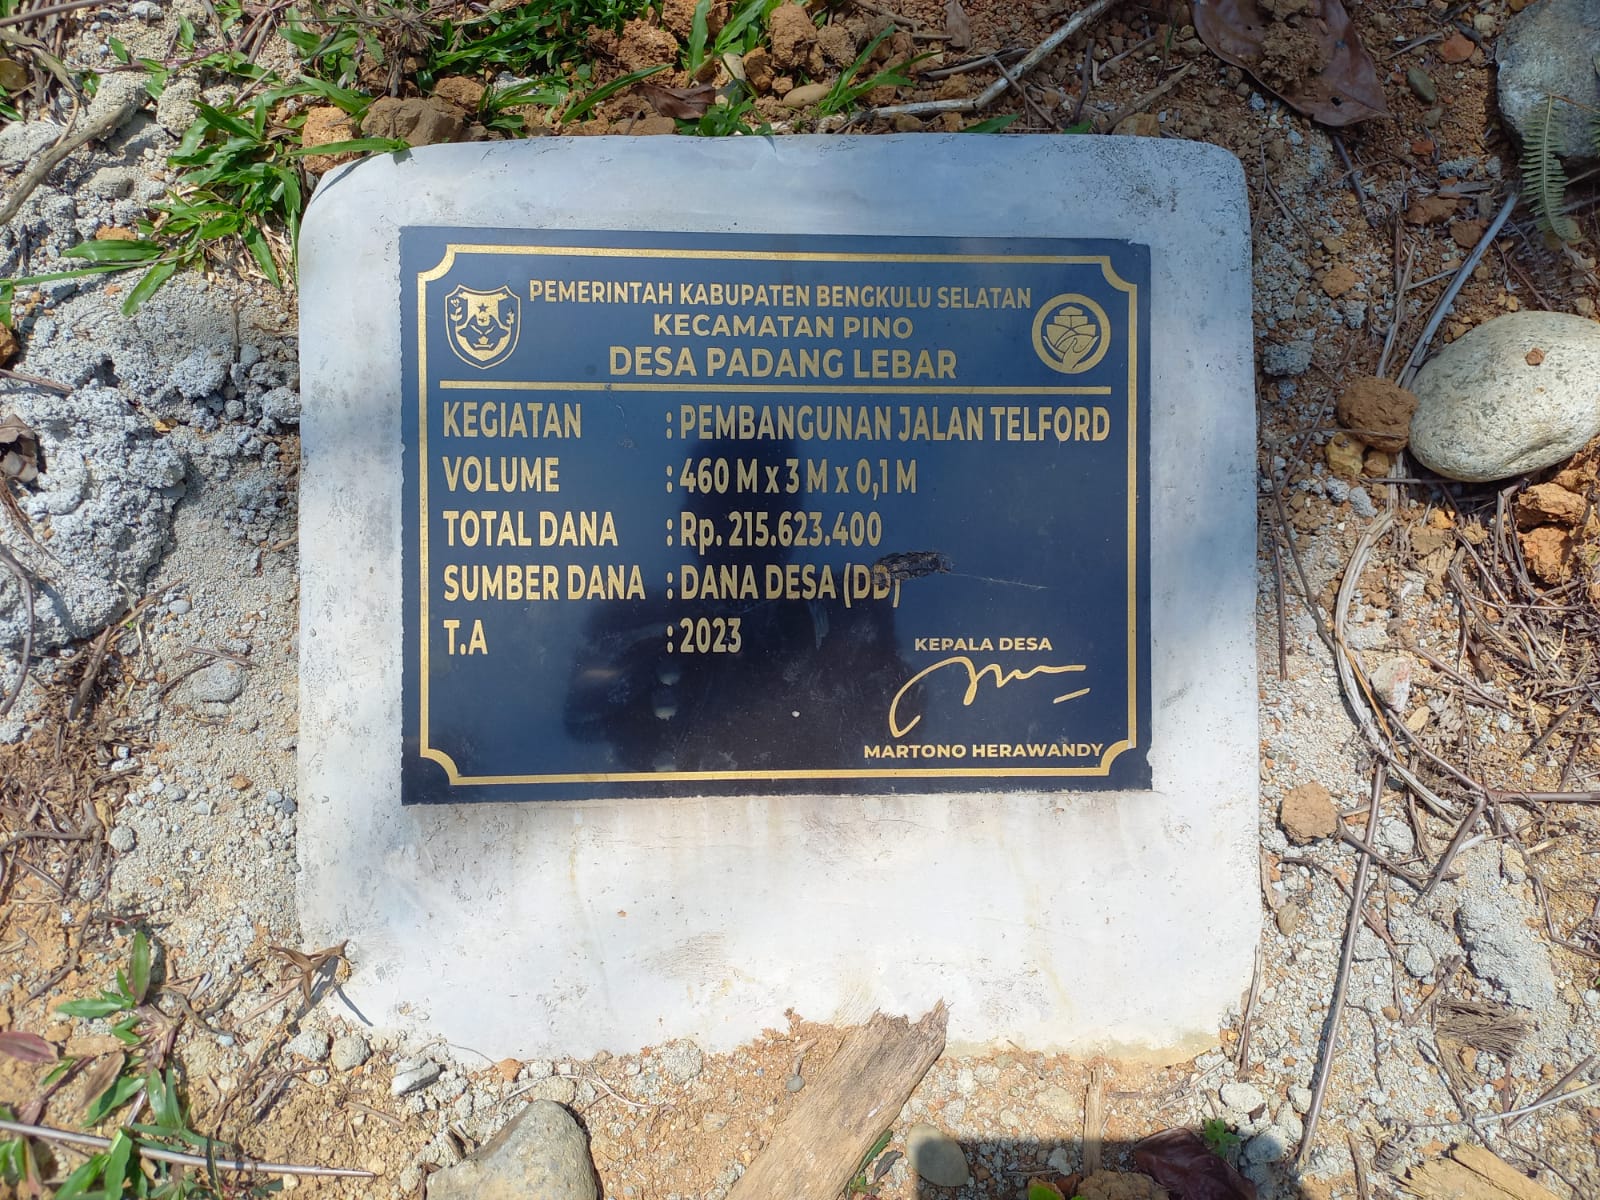 PEMERINTAH KABUPATEN BENGKULU SELATAN
KECAMATAN PINO
DESA PADANG LEBAR
KEGIATAN : PEMBANGUNAN JALAN TELFORD
VOLUME : 460 M x 3 M x 0,1 M
TOTAL DANA : Rp. 215.623.400
SUMBER DANA : DANA DESA (DD)
T.A : 2023
KEPALA DESA
MARTONO HERAWANDY